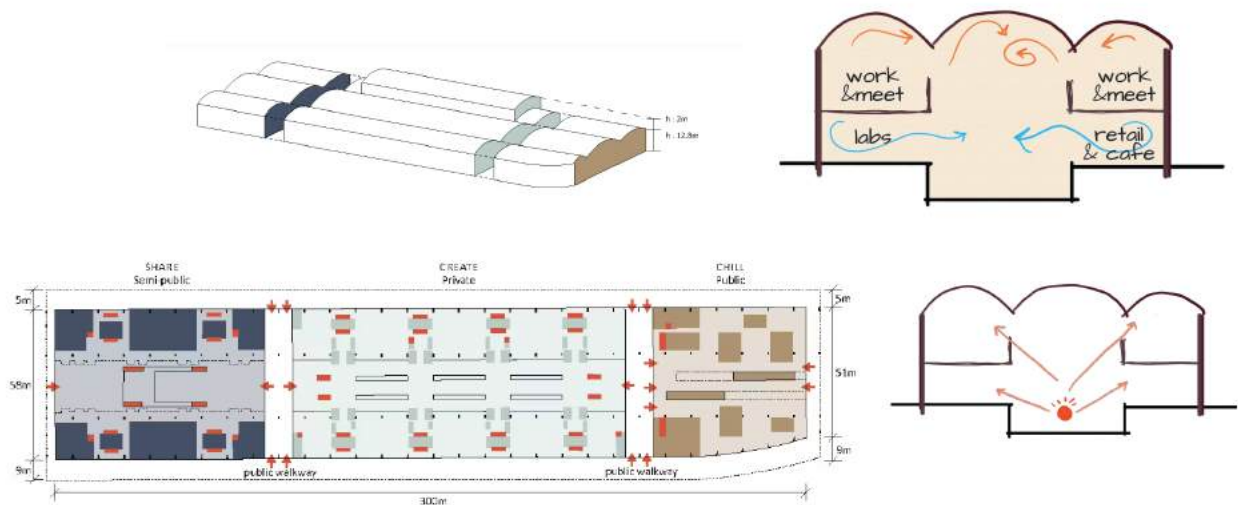 h : 2m
h : 12.8m
work
&meet
work
&meet
labs
retail
& cafe
SHARE
Semi-public
CREATE
Private
CHILL
Public
5m
5m
58m
51m
9m
9m
public walkway
public walkway
300m